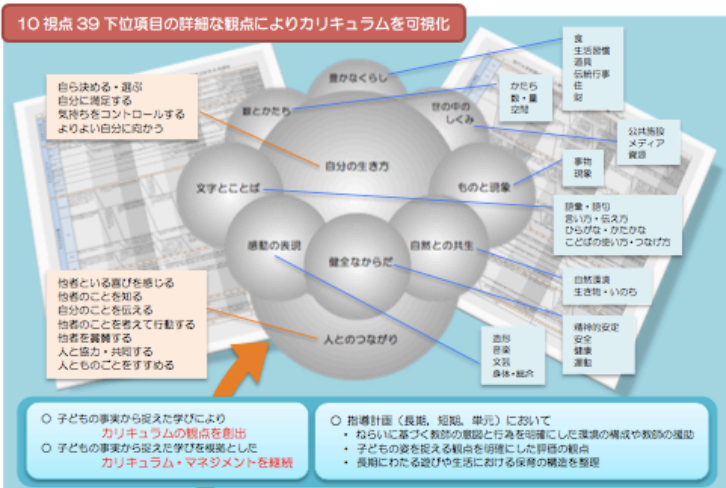 10視点39下位項目の詳細な観点によりカリキュラムを可視化
自ら決める・選ぶ
自分に満足する
気持ちをコントロールする
よりよい自分に向かう
豊かなくらし
数とかたち
世の中の
しくみ
自分の生き方
文字とことば
ものと現象
感動の表現
健全なからだ
自然との共生
人とのつながり
食
生活習慣
道具
伝統行事
住
財
かたち
数・量
空間
公共施設
メディア
資源
事物
現象
語彙・語句
言い方・伝え方
ひらがな・かたかな
ことばの使い方・つなげ方
自然環境
生き物・いのち
精神的安定
安全
健康
運動
造形
音楽
文芸
身体・総合
他者といる喜びを感じる
他者のことを知る
自分のことを伝える
他者のことを考えて行動する
他者を賞賛する
人と協力・共同する
人とものごとをすすめる
○ 子どもの事実から捉えた学びにより
カリキュラムの観点を創出
○ 子どもの事実から捉えた学びを根拠とした
カリキュラム・マネジメントを継続
○ 指導計画（長期，短期，単元）において
・ ねらいに基づく教師の意図と行為を明確にした環境の構成や教師の援助
・ 子どもの姿を捉える観点を明確にした評価の観点
・ 長期にわたる遊びや生活における保育の構造を整理